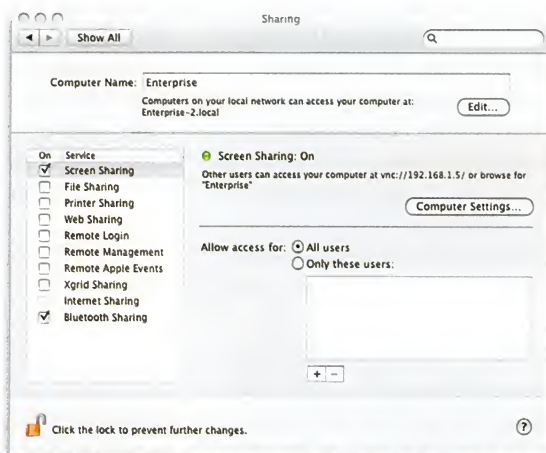 Sharing
Show All
Computer Name: Enterprise
Computers on your local network can access your computer at:
Enterprise-2.local
Edit...
On Service
Screen Sharing
File Sharing
Printer Sharing
Web Sharing
Remote Login
Remote Management
Remote Apple Events
Xgrid Sharing
Internet Sharing
Bluetooth Sharing
Screen Sharing: On
Other users can access your computer at vnc://192.168.1.5/ or browse for
"Enterprise"
Computer Settings...
Allow access for: All users
Only these users:
+ −
Click the lock to prevent further changes.
?